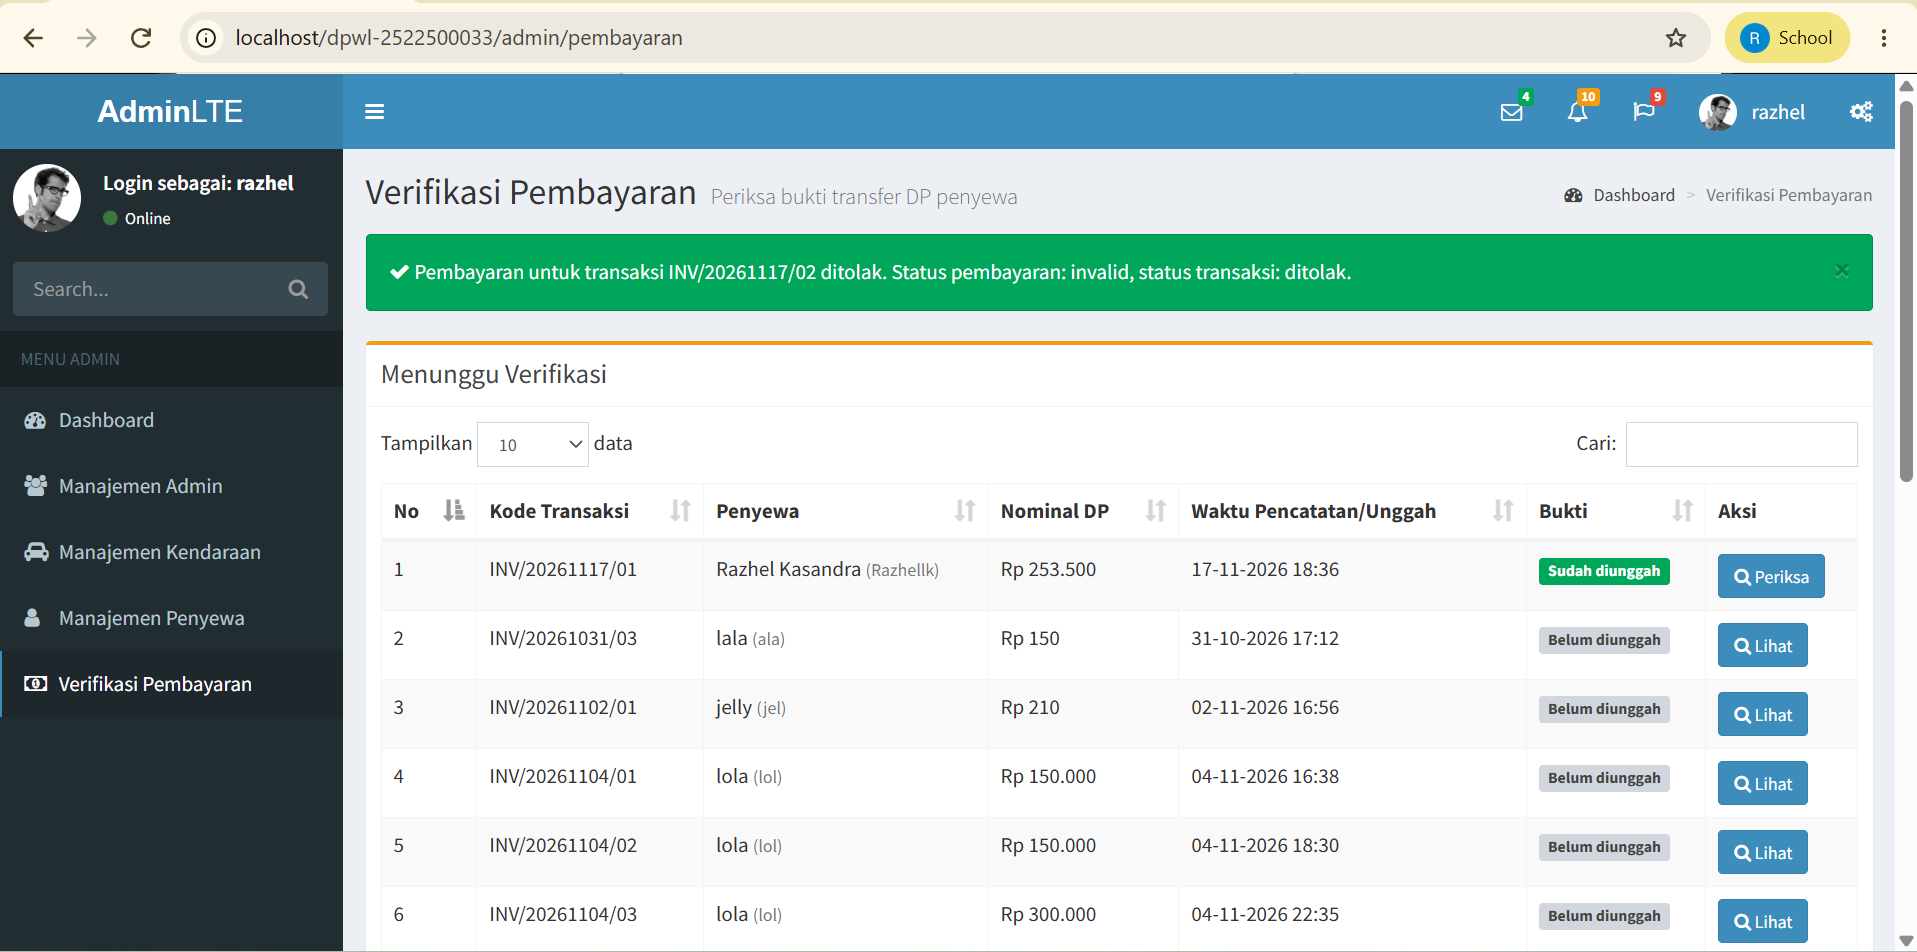 localhost/dpwl-2522500033/admin/pembayaran
R School
AdminLTE
4 10 9 razhel
Login sebagai: razhel
Online
Search...
MENU ADMIN
Dashboard
Manajemen Admin
Manajemen Kendaraan
Manajemen Penyewa
Verifikasi Pembayaran
Verifikasi Pembayaran Periksa bukti transfer DP penyewa
Dashboard > Verifikasi Pembayaran
Pembayaran untuk transaksi INV/20261117/02 ditolak. Status pembayaran: invalid, status transaksi: ditolak. ×
Menunggu Verifikasi
Tampilkan 10 data Cari:
No Kode Transaksi Penyewa Nominal DP Waktu Pencatatan/Unggah Bukti Aksi
1 INV/20261117/01 Razhel Kasandra (Razhellk) Rp 253.500 17-11-2026 18:36 Sudah diunggah Periksa
2 INV/20261031/03 lala (ala) Rp 150 31-10-2026 17:12 Belum diunggah Lihat
3 INV/20261102/01 jelly (jel) Rp 210 02-11-2026 16:56 Belum diunggah Lihat
4 INV/20261104/01 lola (lol) Rp 150.000 04-11-2026 16:38 Belum diunggah Lihat
5 INV/20261104/02 lola (lol) Rp 150.000 04-11-2026 18:30 Belum diunggah Lihat
6 INV/20261104/03 lola (lol) Rp 300.000 04-11-2026 22:35 Belum diunggah Lihat